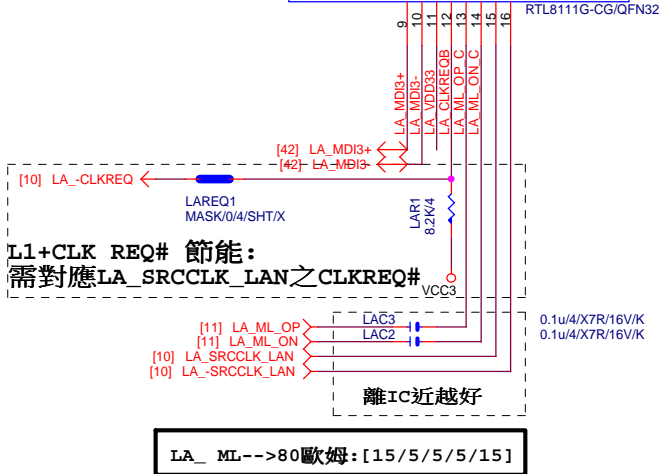 RTL8111G-CG/QFN32
9
10
11
12
13
14
15
16
LA_MDI3+
LA_MDI3-
LA_VDD33
LA_CLKREQB
LA_ML_OP_C
LA_ML_ON_C
[42] LA_MDI3+
[42] LA_MDI3-
[10] LA_-CLKREQ
LAREQ1
MASK/0/4/SHT/X
LAR1
8.2K/4
L1+CLK REQ# 節能:
需對應LA_SRCCLK_LAN之CLKREQ#
VCC3
[11] LA_ML_OP
LAC3
0.1u/4/X7R/16V/K
[11] LA_ML_ON
LAC2
0.1u/4/X7R/16V/K
[10] LA_SRCCLK_LAN
[10] LA_-SRCCLK_LAN
離IC近越好
LA_ ML-->80歐姆:[15/5/5/5/15]